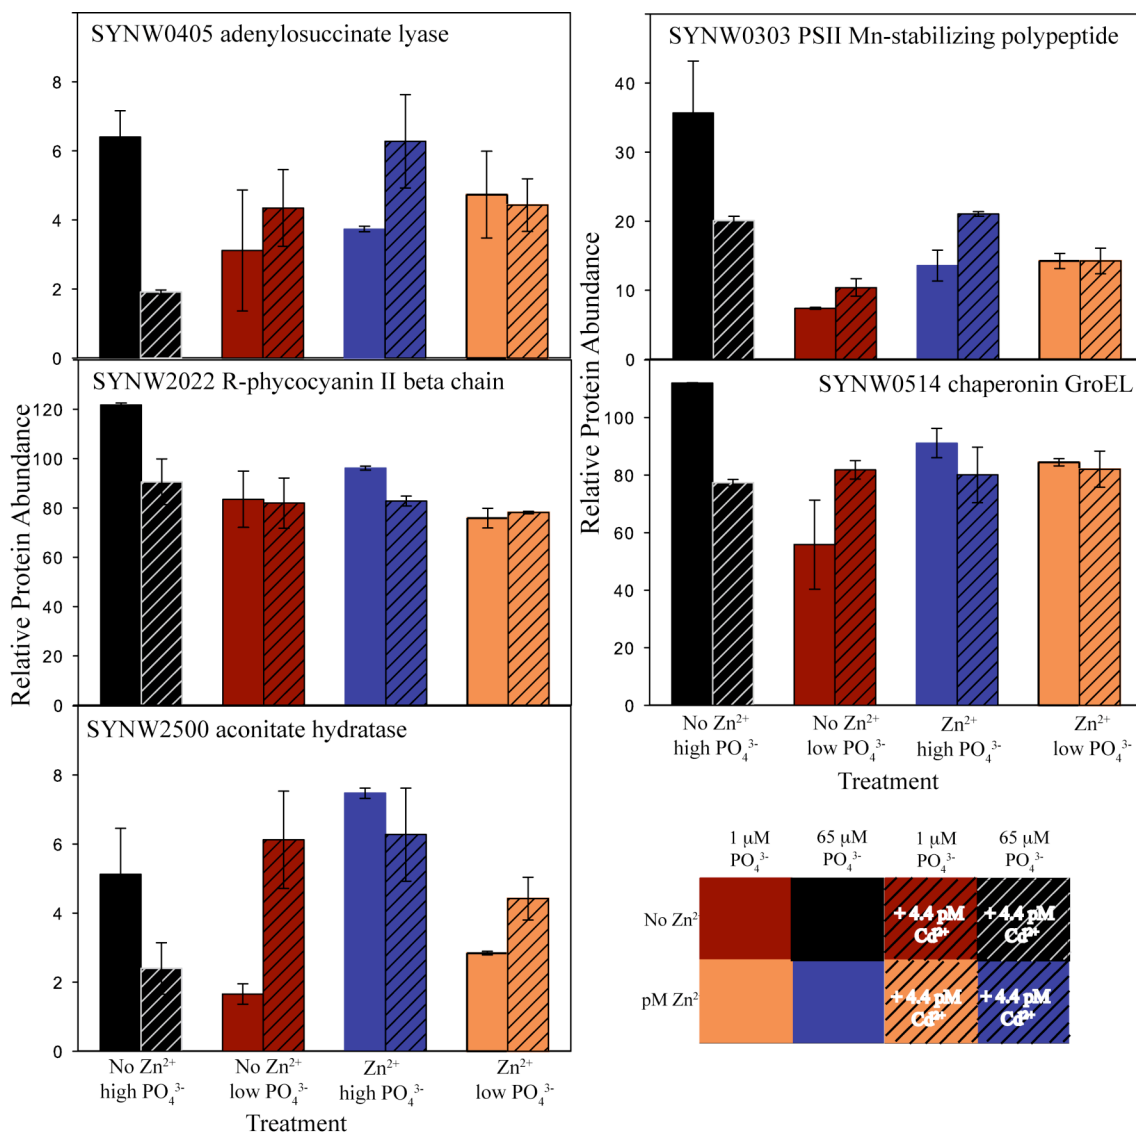 SYNW0405 adenylosuccinate lyase
8
6
4
2
0
SYNW2022 R-phycocyanin II beta chain
120
100
80
60
40
20
0
Relative Protein Abundance
SYNW2500 aconitate hydratase
8
6
4
2
0
No Zn²⁺
high PO₄³⁻
No Zn²⁺
low PO₄³⁻
Zn²⁺
high PO₄³⁻
Zn²⁺
low PO₄³⁻
Treatment
SYNW0303 PSII Mn-stabilizing polypeptide
40
30
20
10
0
SYNW0514 chaperonin GroEL
100
80
60
40
20
0
Relative Protein Abundance
No Zn²⁺
high PO₄³⁻
No Zn²⁺
low PO₄³⁻
Zn²⁺
high PO₄³⁻
Zn²⁺
low PO₄³⁻
Treatment
1 µM
PO₄³⁻
65 µM
PO₄³⁻
1 µM
PO₄³⁻
65 µM
PO₄³⁻
No Zn²
+ 4.4 pM
Cd²⁺
+ 4.4 pM
Cd²⁺
pM Zn²
+ 4.4 pM
Cd²⁺
+ 4.4 pM
Cd²⁺